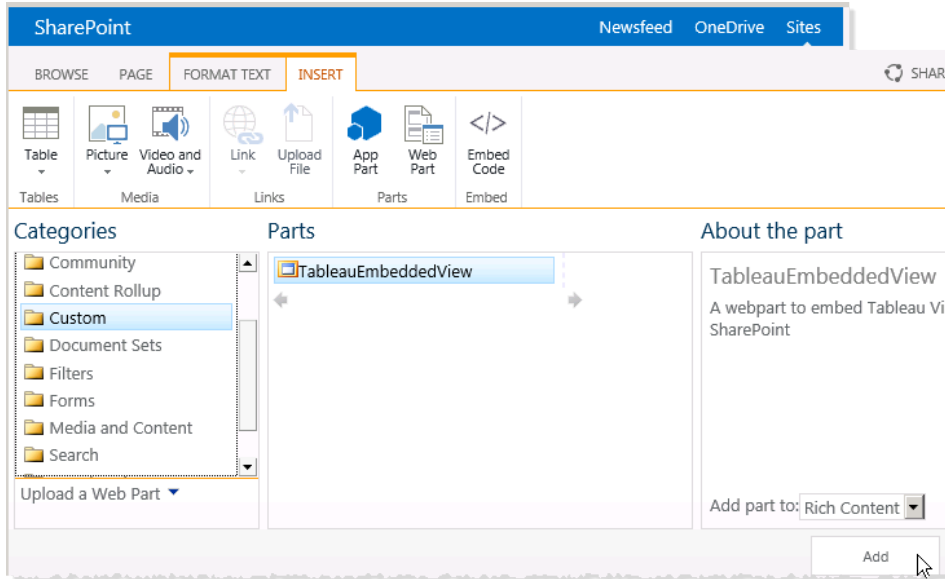 SharePoint Newsfeed OneDrive Sites
BROWSE PAGE FORMAT TEXT INSERT SHAR
Table Picture Video and Audio Link Upload File App Part Web Part Embed Code
Tables Media Links Parts Embed
Categories
Community
Content Rollup
Custom
Document Sets
Filters
Forms
Media and Content
Search
Upload a Web Part
Parts
TableauEmbeddedView
About the part
TableauEmbeddedView
A webpart to embed Tableau Vi
SharePoint
Add part to: Rich Content
Add